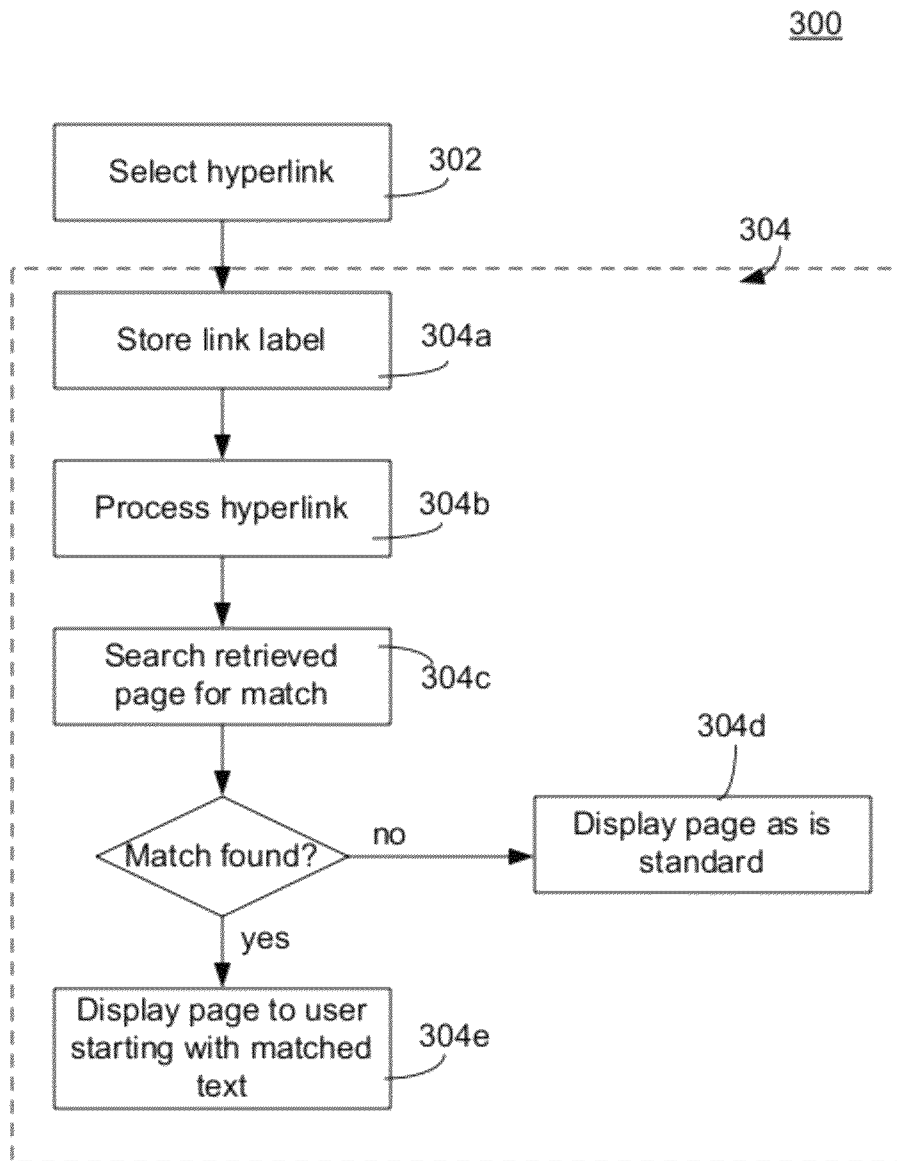 300
Select hyperlink
302
304
Store link label
304a
Process hyperlink
304b
Search retrieved
page for match
304c
304d
Match found?
no
Display page as is
standard
yes
Display page to user
starting with matched
text
304e